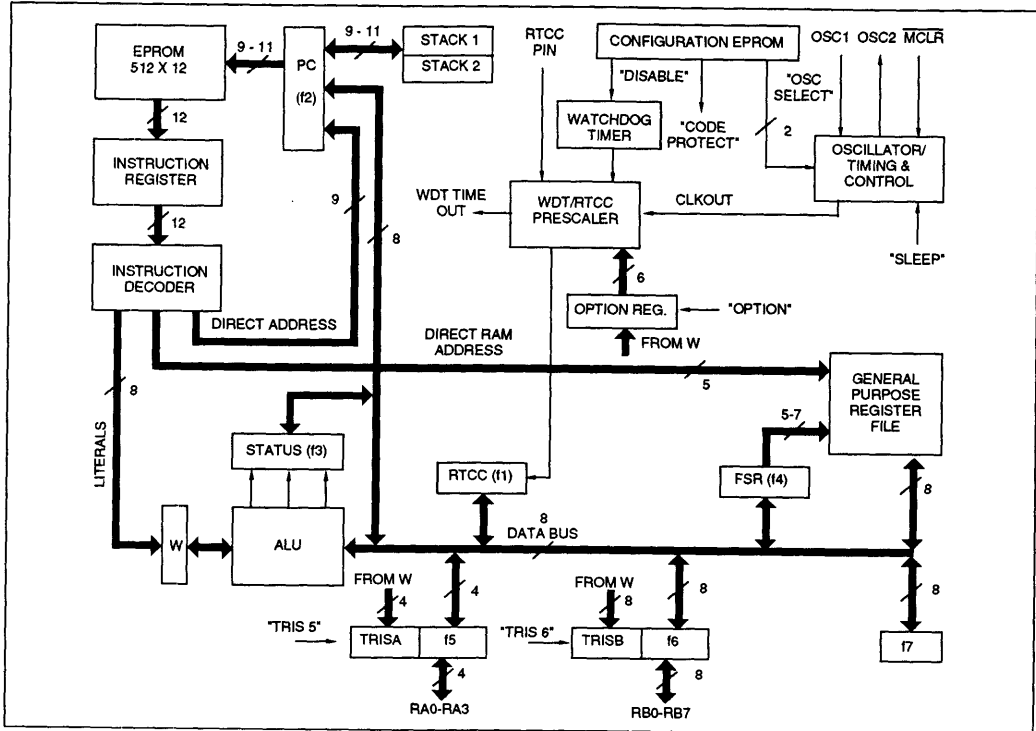 EPROM
512 X 12
9 - 11
PC
(f2)
9 - 11
STACK 1
STACK 2
RTCC
PIN
CONFIGURATION EPROM
OSC1
OSC2
MCLR
"DISABLE"
"OSC
SELECT"
WATCHDOG
TIMER
"CODE
PROTECT"
2
12
INSTRUCTION
REGISTER
OSCILLATOR/
TIMING &
CONTROL
WDT TIME
OUT
WDT/RTCC
PRESCALER
CLKOUT
9
8
12
"SLEEP"
INSTRUCTION
DECODER
6
OPTION REG.
"OPTION"
DIRECT ADDRESS
FROM W
DIRECT RAM
ADDRESS
5
8
GENERAL
PURPOSE
REGISTER
FILE
5-7
LITERALS
STATUS (f3)
RTCC (f1)
FSR (f4)
8
W
ALU
8
DATA BUS
FROM W
4
4
FROM W
8
8
8
"TRIS 5"
TRISA
f5
"TRIS 6"
TRISB
f6
f7
4
8
RA0-RA3
RB0-RB7